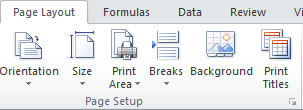 Page Layout Formulas Data Review Vi
Orientation Size Print Area Breaks Background Print Titles
Page Setup